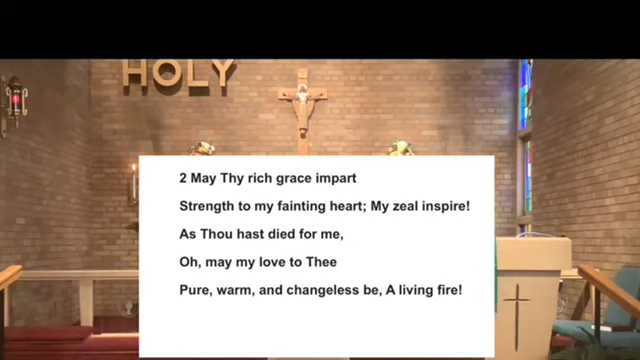 HOLY
2 May Thy rich grace impart
Strength to my fainting heart; My zeal inspire!
As Thou hast died for me,
Oh, may my love to Thee
Pure, warm, and changeless be, A living fire!